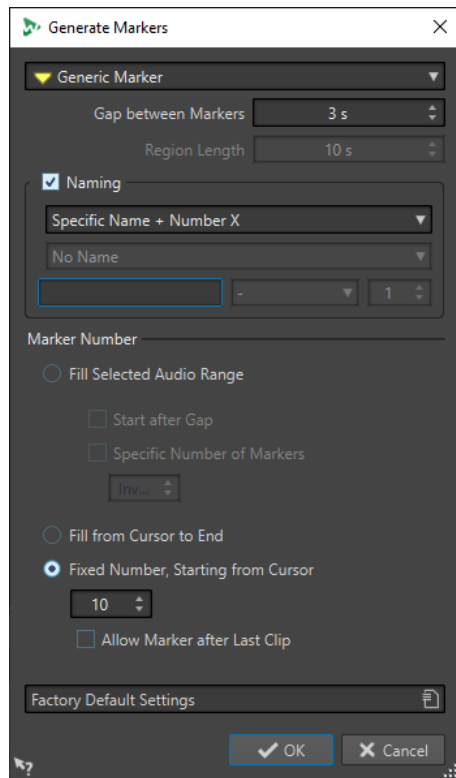 Generate Markers
Generic Marker
Gap between Markers 3 s
Region Length 10 s
Naming
Specific Name + Number X
No Name
- 1
Marker Number
Fill Selected Audio Range
Start after Gap
Specific Number of Markers
Inv...
Fill from Cursor to End
Fixed Number, Starting from Cursor
10
Allow Marker after Last Clip
Factory Default Settings
OK Cancel
?